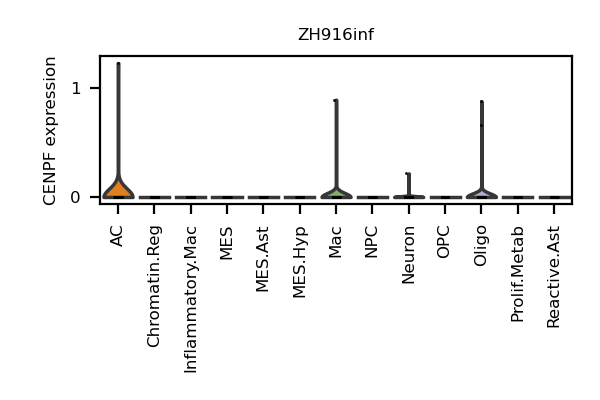 ZH916inf
CENPF expression
1
0
AC
Chromatin.Reg
Inflammatory.Mac
MES
MES.Ast
MES.Hyp
Mac
NPC
Neuron
OPC
Oligo
Prolif.Metab
Reactive.Ast